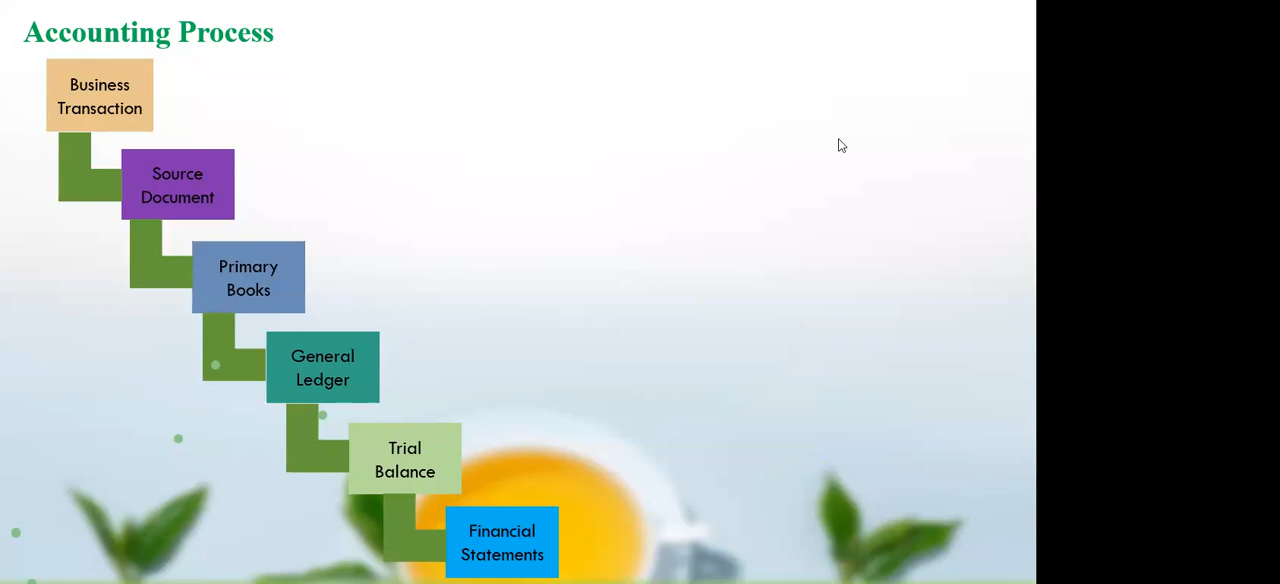 Accounting Process
Business
Transaction
Source
Document
Primary
Books
General
Ledger
Trial
Balance
Financial
Statements